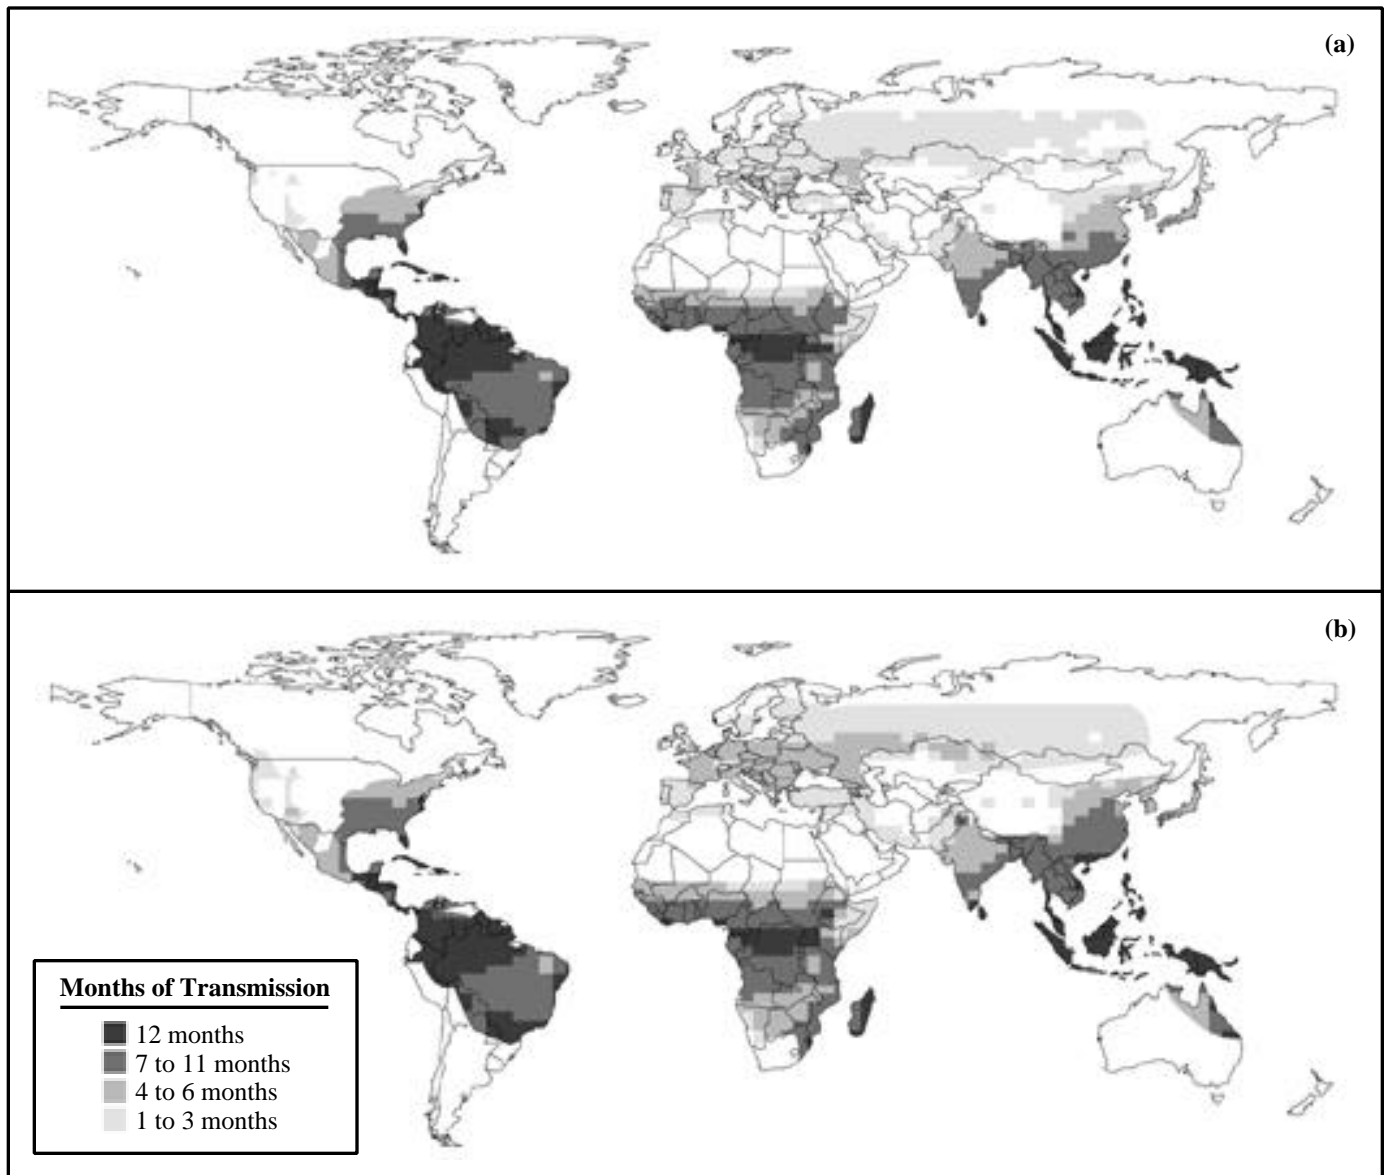 (a)
(b)
Months of Transmission
12 months
7 to 11 months
4 to 6 months
1 to 3 months